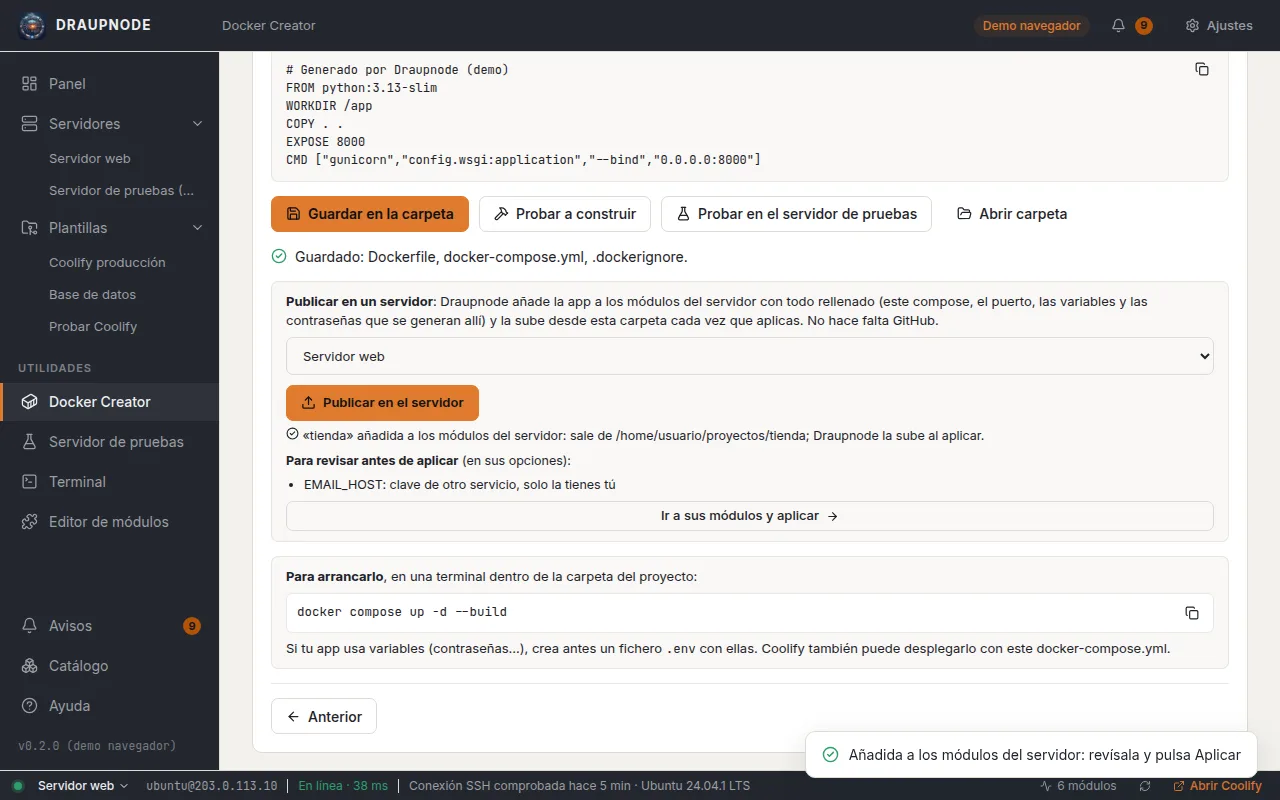 DRAUPNODE
Docker Creator
Demo navegador
9
Ajustes
Panel
Servidores
Servidor web
Servidor de pruebas (...
Plantillas
Coolify producción
Base de datos
Probar Coolify
UTILIDADES
Docker Creator
Servidor de pruebas
Terminal
Editor de módulos
Avisos
9
Catálogo
Ayuda
v0.2.0 (demo navegador)
# Generado por Draupnode (demo)
FROM python:3.13-slim
WORKDIR /app
COPY . .
EXPOSE 8000
CMD ["gunicorn","config.wsgi:application","--bind","0.0.0.0:8000"]
Guardar en la carpeta
Probar a construir
Probar en el servidor de pruebas
Abrir carpeta
Guardado: Dockerfile, docker-compose.yml, .dockerignore.
Publicar en un servidor: Draupnode añade la app a los módulos del servidor con todo rellenado (este compose, el puerto, las variables y las
contraseñas que se generan allí) y la sube desde esta carpeta cada vez que aplicas. No hace falta GitHub.
Servidor web
Publicar en el servidor
«tienda» añadida a los módulos del servidor: sale de /home/usuario/proyectos/tienda; Draupnode la sube al aplicar.
Para revisar antes de aplicar (en sus opciones):
• EMAIL_HOST: clave de otro servicio, solo la tienes tú
Ir a sus módulos y aplicar →
Para arrancarlo, en una terminal dentro de la carpeta del proyecto:
docker compose up -d --build
Si tu app usa variables (contraseñas...), crea antes un fichero .env con ellas. Coolify también puede desplegarlo con este docker-compose.yml.
← Anterior
Añadida a los módulos del servidor: revísala y pulsa Aplicar
Servidor web
ubuntu@203.0.113.10
En línea · 38 ms
Conexión SSH comprobada hace 5 min · Ubuntu 24.04.1 LTS
6 módulos
Abrir Coolify